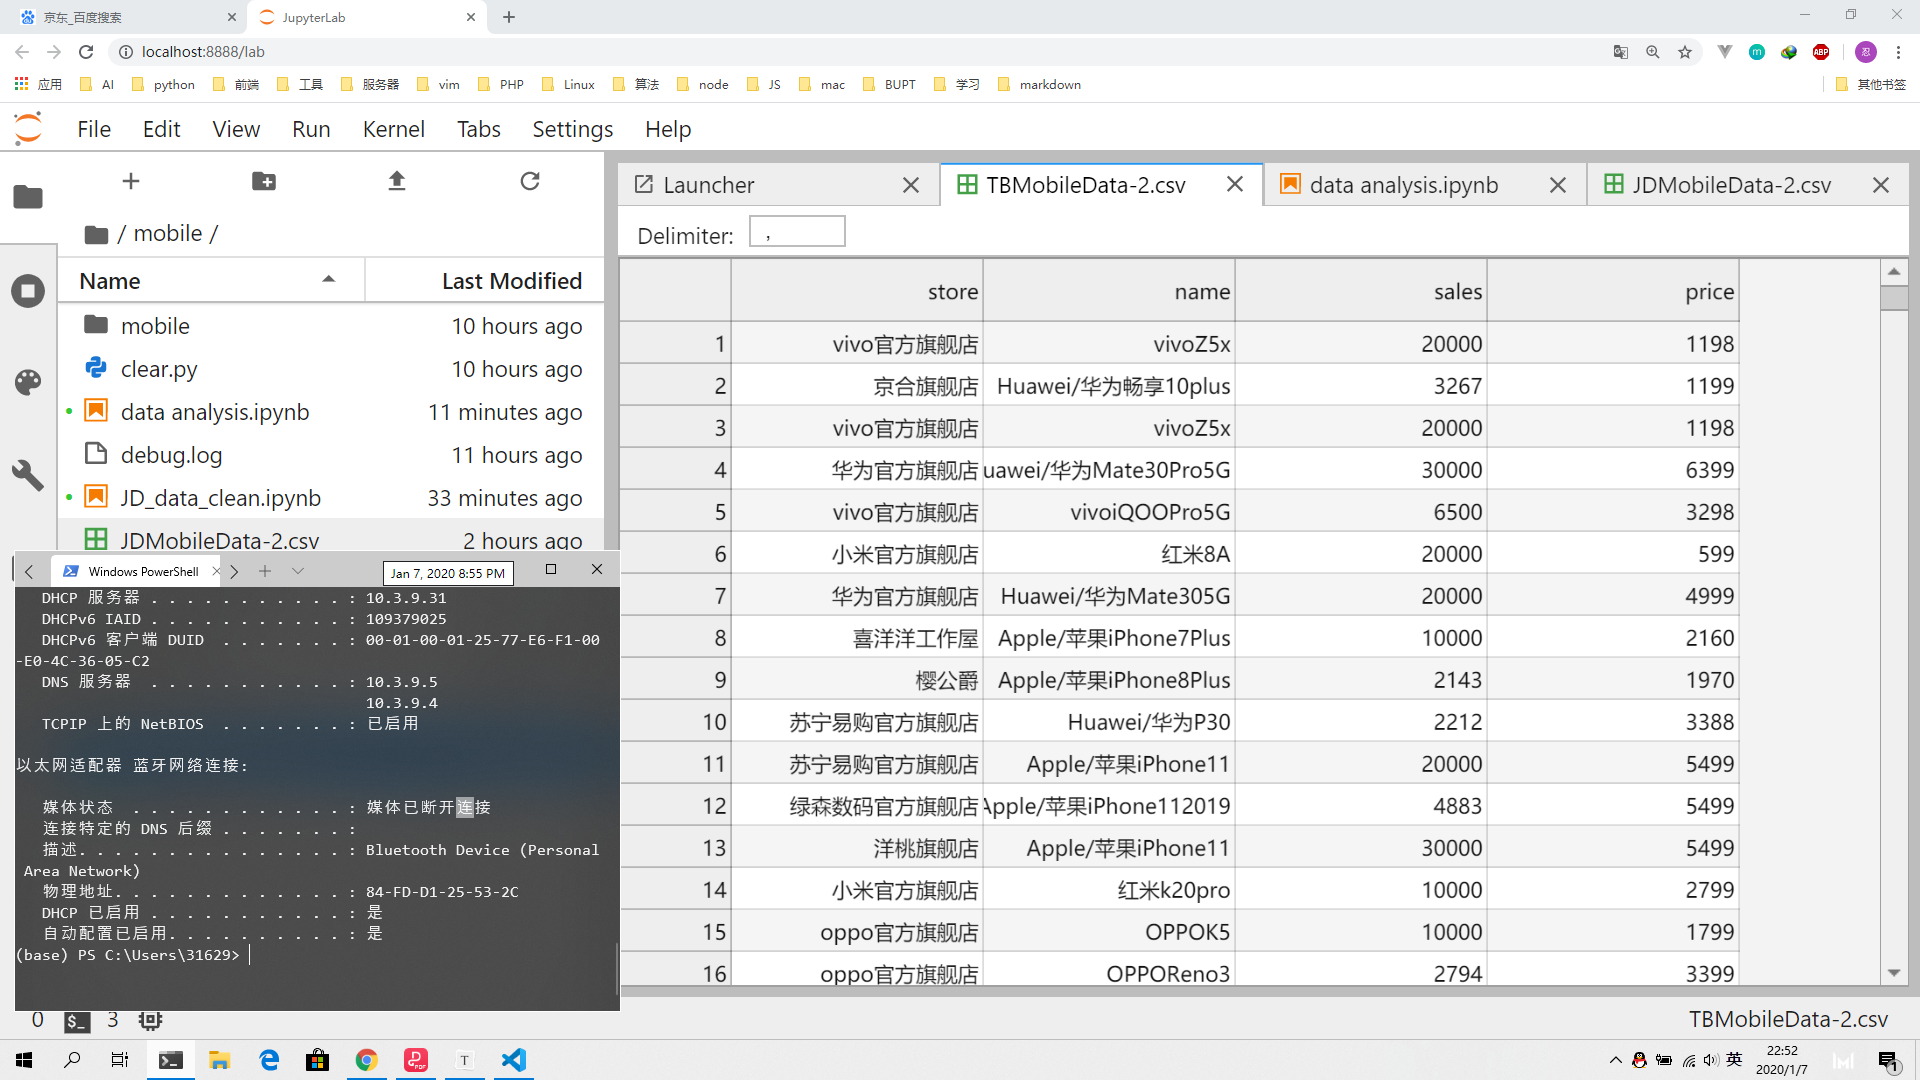 京东_百度搜索
JupyterLab
localhost:8888/lab
应用 AI python 前端 工具 服务器 vim PHP Linux 算法 node JS mac BUPT 学习 markdown 其他书签
File Edit View Run Kernel Tabs Settings Help
/ mobile /
Name Last Modified
mobile 10 hours ago
clear.py 10 hours ago
data analysis.ipynb 11 minutes ago
debug.log 11 hours ago
JD_data_clean.ipynb 33 minutes ago
JDMobileData-2.csv 2 hours ago
Windows PowerShell
Jan 7, 2020 8:55 PM
DHCP 服务器 . . . . . . . . . . . : 10.3.9.31
DHCPv6 IAID . . . . . . . . . . . : 109379025
DHCPv6 客户端 DUID . . . . . . . : 00-01-00-01-25-77-E6-F1-00
-E0-4C-36-05-C2
DNS 服务器 . . . . . . . . . . . : 10.3.9.5
10.3.9.4
TCPIP 上的 NetBIOS . . . . . . . : 已启用
以太网适配器 蓝牙网络连接:
媒体状态 . . . . . . . . . . . . : 媒体已断开连接
连接特定的 DNS 后缀 . . . . . . . :
描述. . . . . . . . . . . . . . . : Bluetooth Device (Personal
Area Network)
物理地址. . . . . . . . . . . . . : 84-FD-D1-25-53-2C
DHCP 已启用 . . . . . . . . . . . : 是
自动配置已启用. . . . . . . . . . : 是
(base) PS C:\Users\31629>
0 $_ 3
Launcher
TBMobileData-2.csv
data analysis.ipynb
JDMobileData-2.csv
Delimiter: ,
store name sales price
1 vivo官方旗舰店 vivoZ5x 20000 1198
2 京合旗舰店 Huawei/华为畅享10plus 3267 1199
3 vivo官方旗舰店 vivoZ5x 20000 1198
4 华为官方旗舰店 uawei/华为Mate30Pro5G 30000 6399
5 vivo官方旗舰店 vivoiQOOPro5G 6500 3298
6 小米官方旗舰店 红米8A 20000 599
7 华为官方旗舰店 Huawei/华为Mate305G 20000 4999
8 喜洋洋工作屋 Apple/苹果iPhone7Plus 10000 2160
9 樱公爵 Apple/苹果iPhone8Plus 2143 1970
10 苏宁易购官方旗舰店 Huawei/华为P30 2212 3388
11 苏宁易购官方旗舰店 Apple/苹果iPhone11 20000 5499
12 绿森数码官方旗舰店 Apple/苹果iPhone112019 4883 5499
13 洋桃旗舰店 Apple/苹果iPhone11 30000 5499
14 小米官方旗舰店 红米k20pro 10000 2799
15 oppo官方旗舰店 OPPOK5 10000 1799
16 oppo官方旗舰店 OPPOReno3 2794 3399
TBMobileData-2.csv
英
22:52
2020/1/7
1